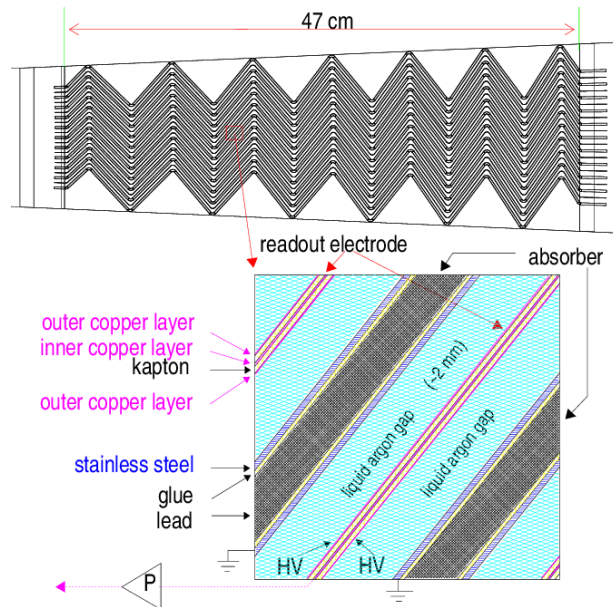 47 cm
readout electrode
absorber
outer copper layer
inner copper layer
kapton
outer copper layer
(~2 mm)
liquid argon gap
liquid argon gap
stainless steel
glue
lead
HV
HV
P